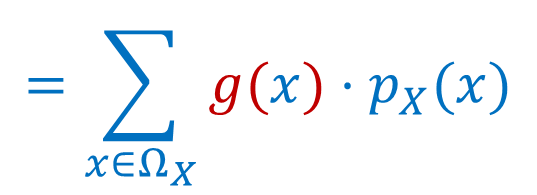 = ∑ g(x) · p_X(x)
x∈Ω_X